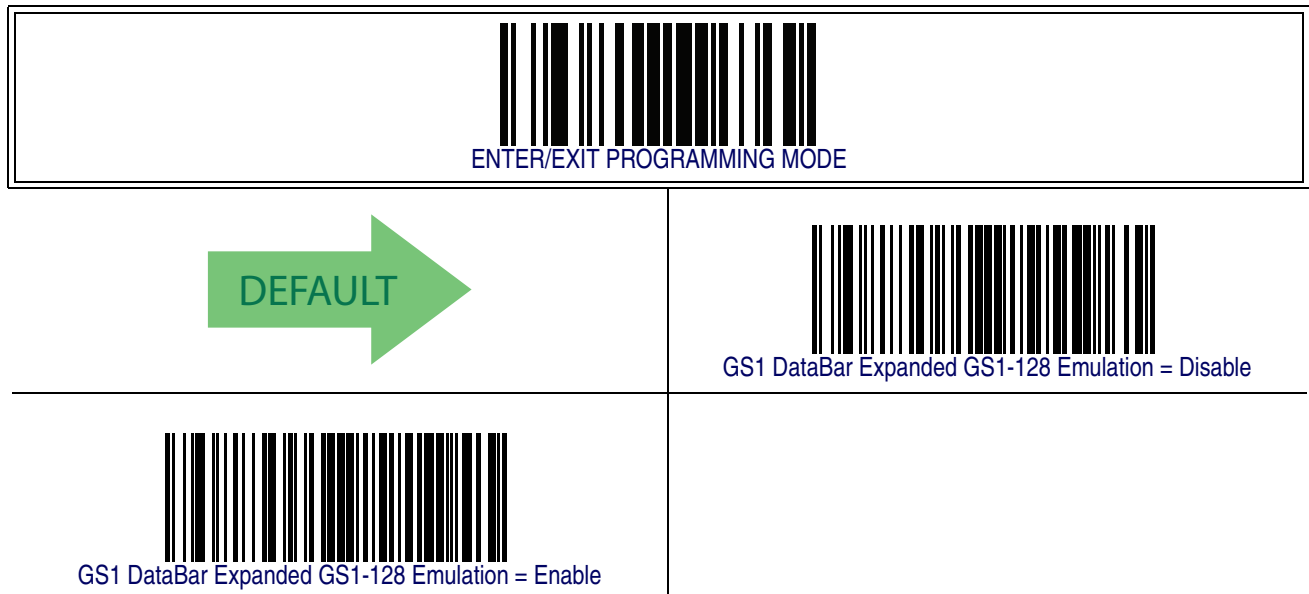 ENTER/EXIT PROGRAMMING MODE
DEFAULT
GS1 DataBar Expanded GS1-128 Emulation = Disable
GS1 DataBar Expanded GS1-128 Emulation = Enable